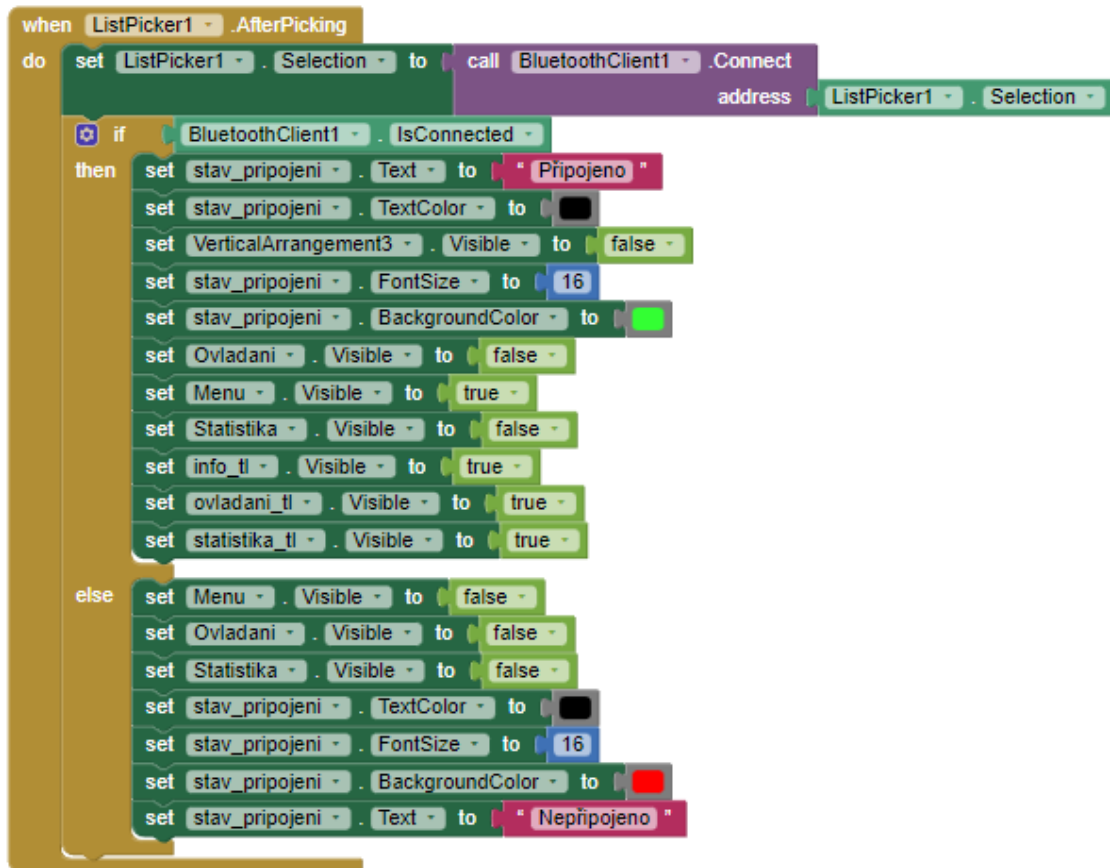 when ListPicker1 .AfterPicking
do set ListPicker1 . Selection to call BluetoothClient1 .Connect
address ListPicker1 . Selection
if BluetoothClient1 . IsConnected
then set stav_pripojeni . Text to " Připojeno "
set stav_pripojeni . TextColor to
set VerticalArrangement3 . Visible to false
set stav_pripojeni . FontSize to 16
set stav_pripojeni . BackgroundColor to
set Ovladani . Visible to false
set Menu . Visible to true
set Statistika . Visible to false
set info_tl . Visible to true
set ovladani_tl . Visible to true
set statistika_tl . Visible to true
else set Menu . Visible to false
set Ovladani . Visible to false
set Statistika . Visible to false
set stav_pripojeni . TextColor to
set stav_pripojeni . FontSize to 16
set stav_pripojeni . BackgroundColor to
set stav_pripojeni . Text to " Nepřipojeno "